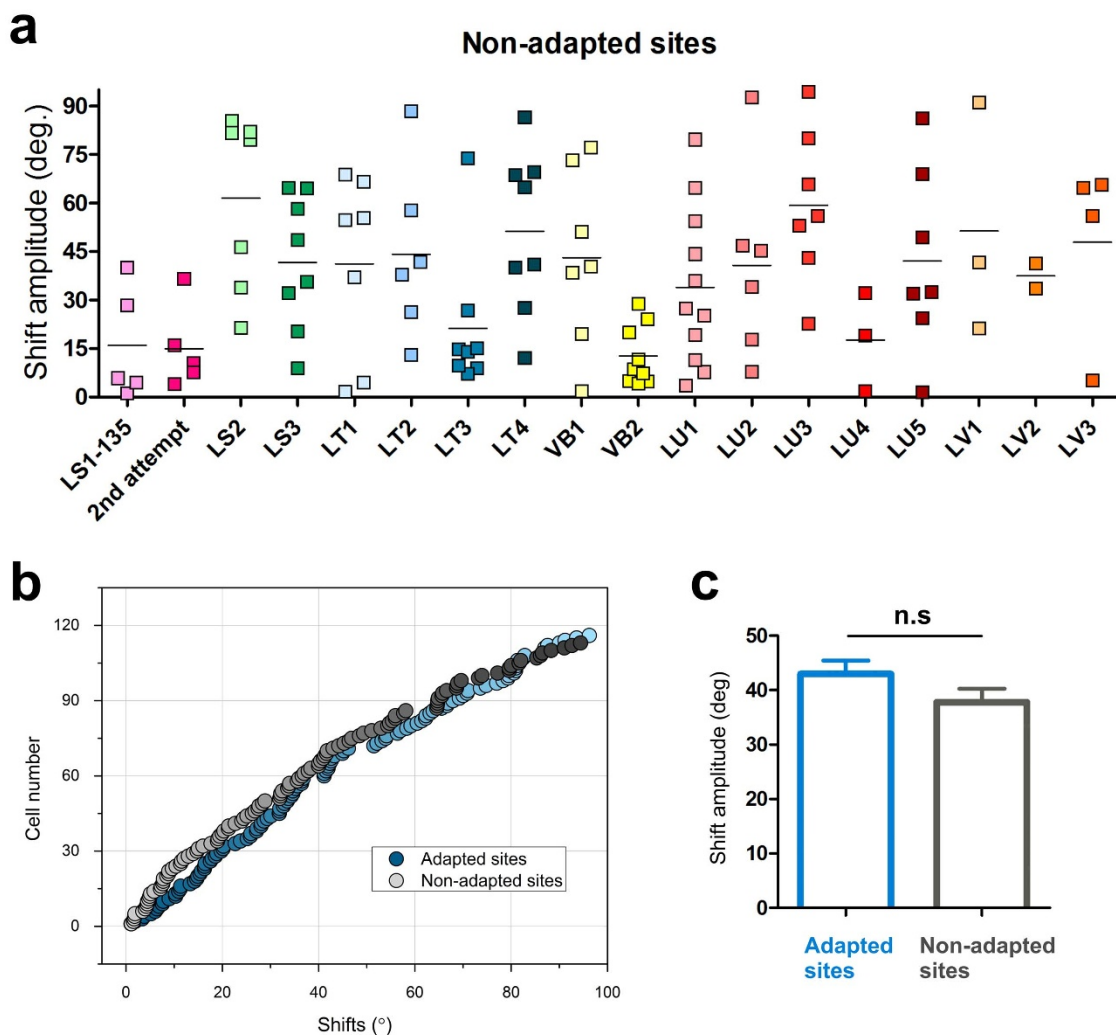 a
Non-adapted sites
Shift amplitude (deg.)
90
75
60
45
30
15
0
LS1-135
2nd attempt
LS2
LS3
LT1
LT2
LT3
LT4
VB1
VB2
LU1
LU2
LU3
LU4
LU5
LV1
LV2
LV3
b
Cell number
120
90
60
30
0
Adapted sites
Non-adapted sites
0 20 40 60 80 100
Shifts (°)
c
n.s
Shift amplitude (deg)
50
40
30
20
10
0
Adapted
sites
Non-adapted
sites